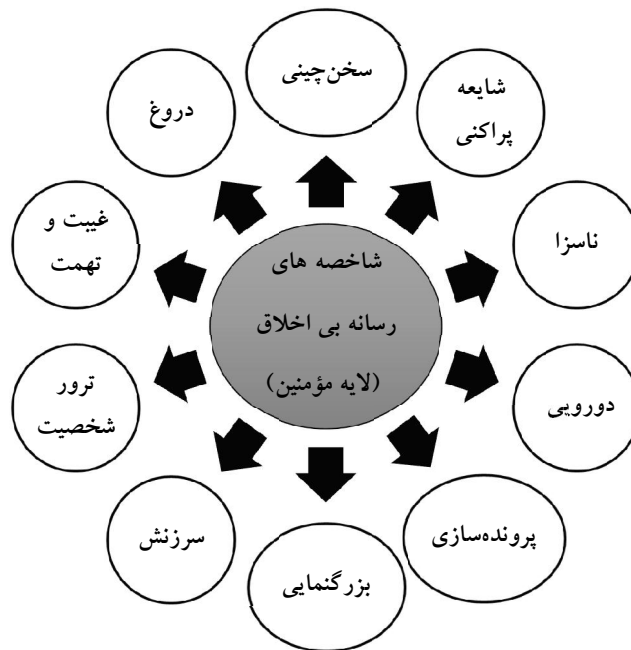 شاخصه های
رسانه بی اخلاق
(لایه مؤمنین)
سخن‌چینی
شایعه
پراکنی
ناسزا
دورویی
پرونده‌سازی
بزرگنمایی
سرزنش
ترور
شخصیت
غیبت و
تهمت
دروغ